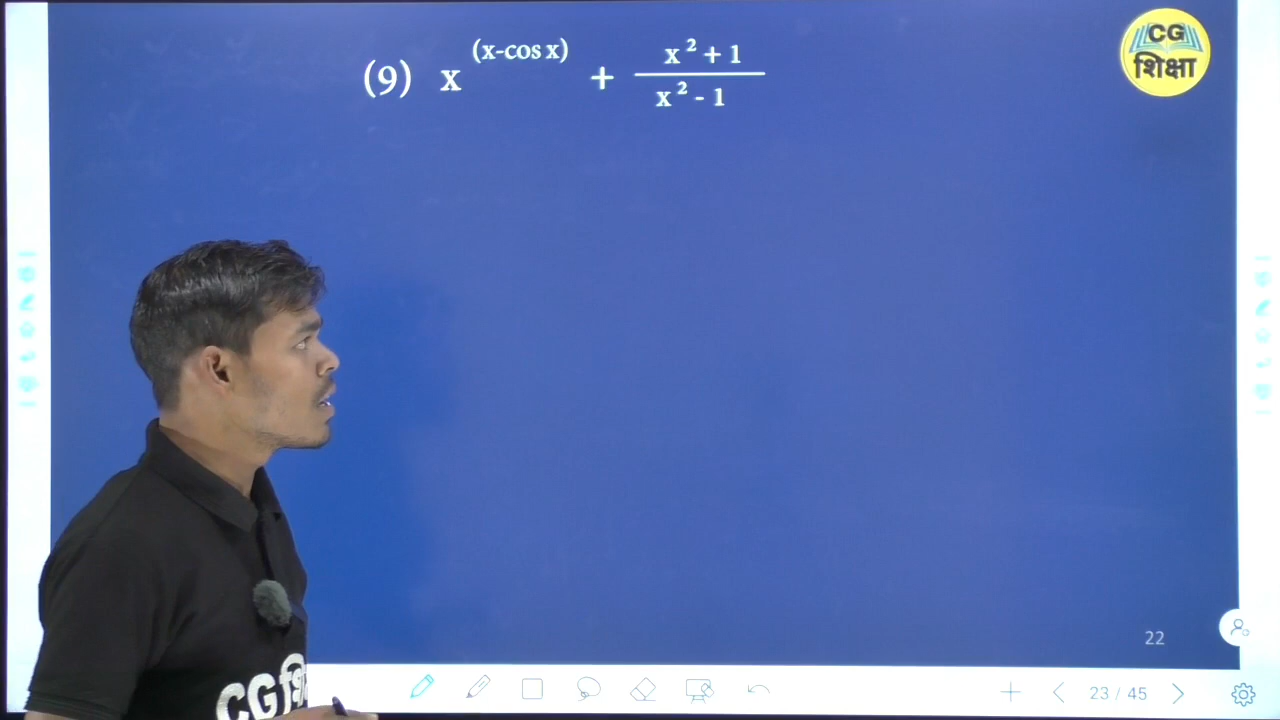 (9) x^(x-cos x) + (x² + 1)/(x² - 1)
CG
शिक्षा
22
23 / 45
CG